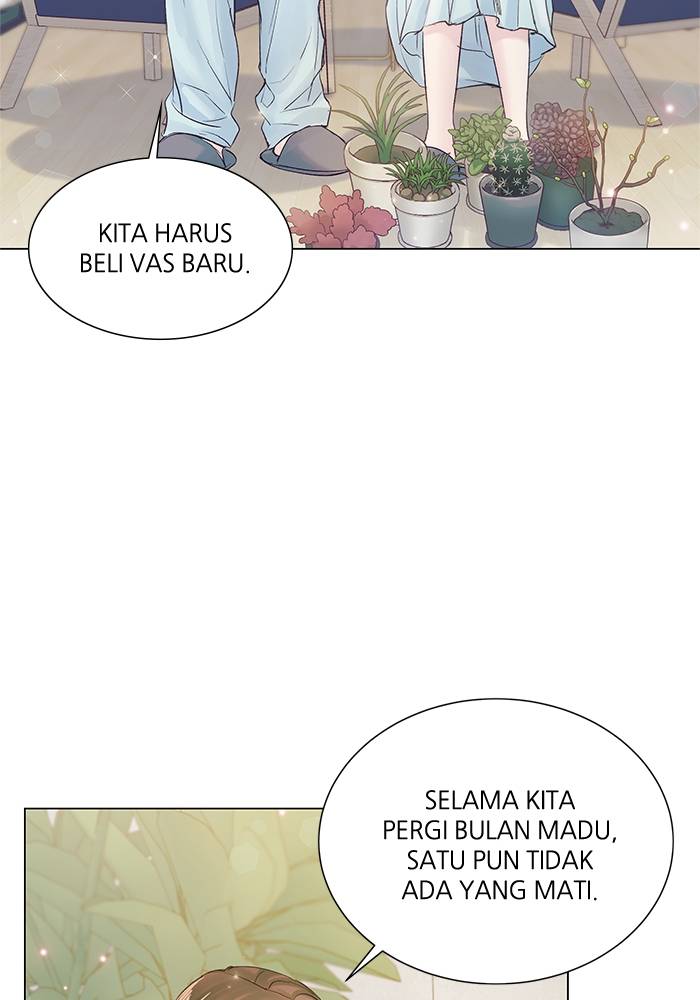 KITA HARUS
BELI VAS BARU.
SELAMA KITA
PERGI BULAN MADU,
SATU PUN TIDAK
ADA YANG MATI.